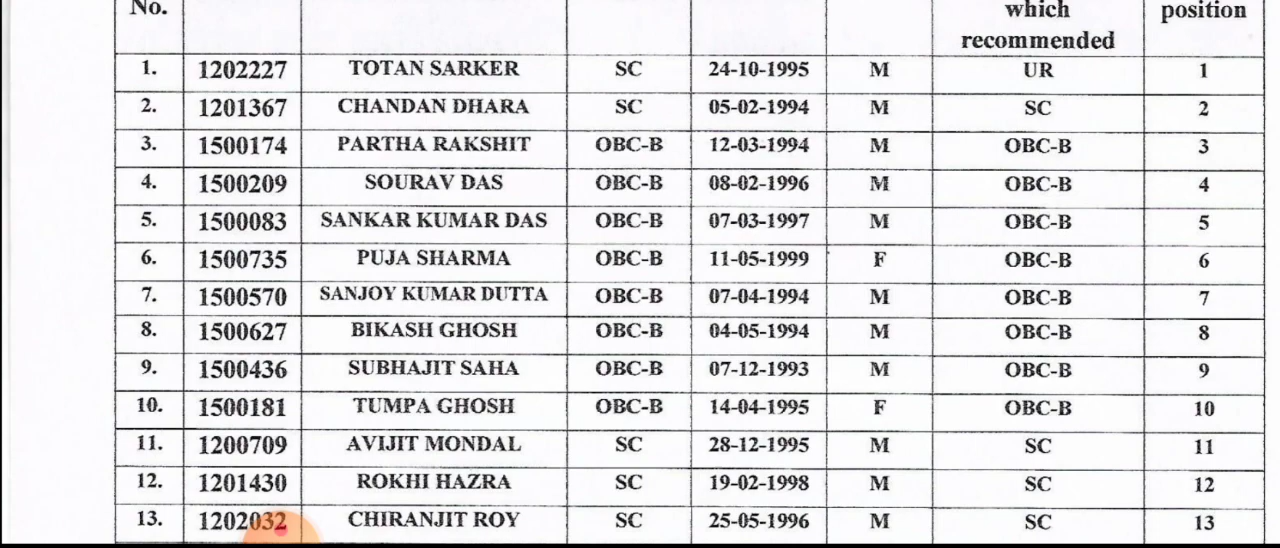 No. which position
recommended
1. 1202227 TOTAN SARKER SC 24-10-1995 M UR 1
2. 1201367 CHANDAN DHARA SC 05-02-1994 M SC 2
3. 1500174 PARTHA RAKSHIT OBC-B 12-03-1994 M OBC-B 3
4. 1500209 SOURAV DAS OBC-B 08-02-1996 M OBC-B 4
5. 1500083 SANKAR KUMAR DAS OBC-B 07-03-1997 M OBC-B 5
6. 1500735 PUJA SHARMA OBC-B 11-05-1999 F OBC-B 6
7. 1500570 SANJOY KUMAR DUTTA OBC-B 07-04-1994 M OBC-B 7
8. 1500627 BIKASH GHOSH OBC-B 04-05-1994 M OBC-B 8
9. 1500436 SUBHAJIT SAHA OBC-B 07-12-1993 M OBC-B 9
10. 1500181 TUMPA GHOSH OBC-B 14-04-1995 F OBC-B 10
11. 1200709 AVIJIT MONDAL SC 28-12-1995 M SC 11
12. 1201430 ROKHI HAZRA SC 19-02-1998 M SC 12
13. 1202032 CHIRANJIT ROY SC 25-05-1996 M SC 13